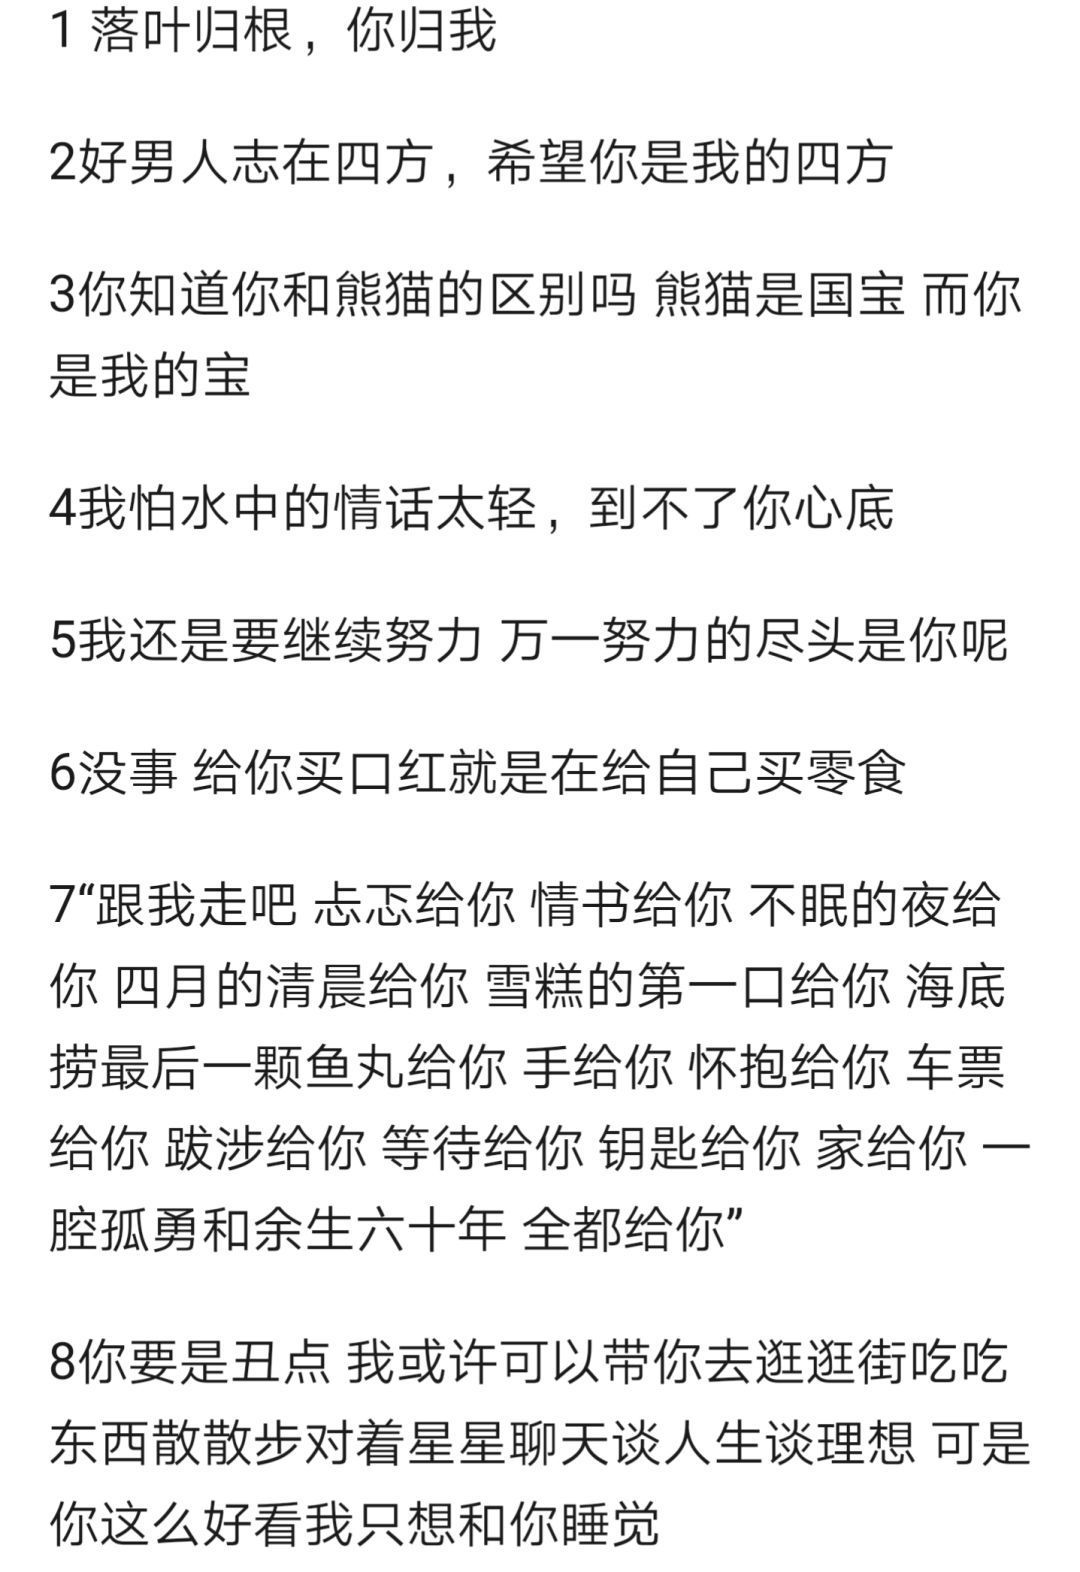 1 落叶归根，你归我
2好男人志在四方，希望你是我的四方
3你知道你和熊猫的区别吗 熊猫是国宝 而你
是我的宝
4我怕水中的情话太轻，到不了你心底
5我还是要继续努力 万一努力的尽头是你呢
6没事 给你买口红就是在给自己买零食
7“跟我走吧 忐忑给你 情书给你 不眠的夜给
你 四月的清晨给你 雪糕的第一口给你 海底
捞最后一颗鱼丸给你 手给你 怀抱给你 车票
给你 跋涉给你 等待给你 钥匙给你 家给你 一
腔孤勇和余生六十年 全都给你”
8你要是丑点 我或许可以带你去逛逛街吃吃
东西散散步对着星星聊天谈人生谈理想 可是
你这么好看我只想和你睡觉